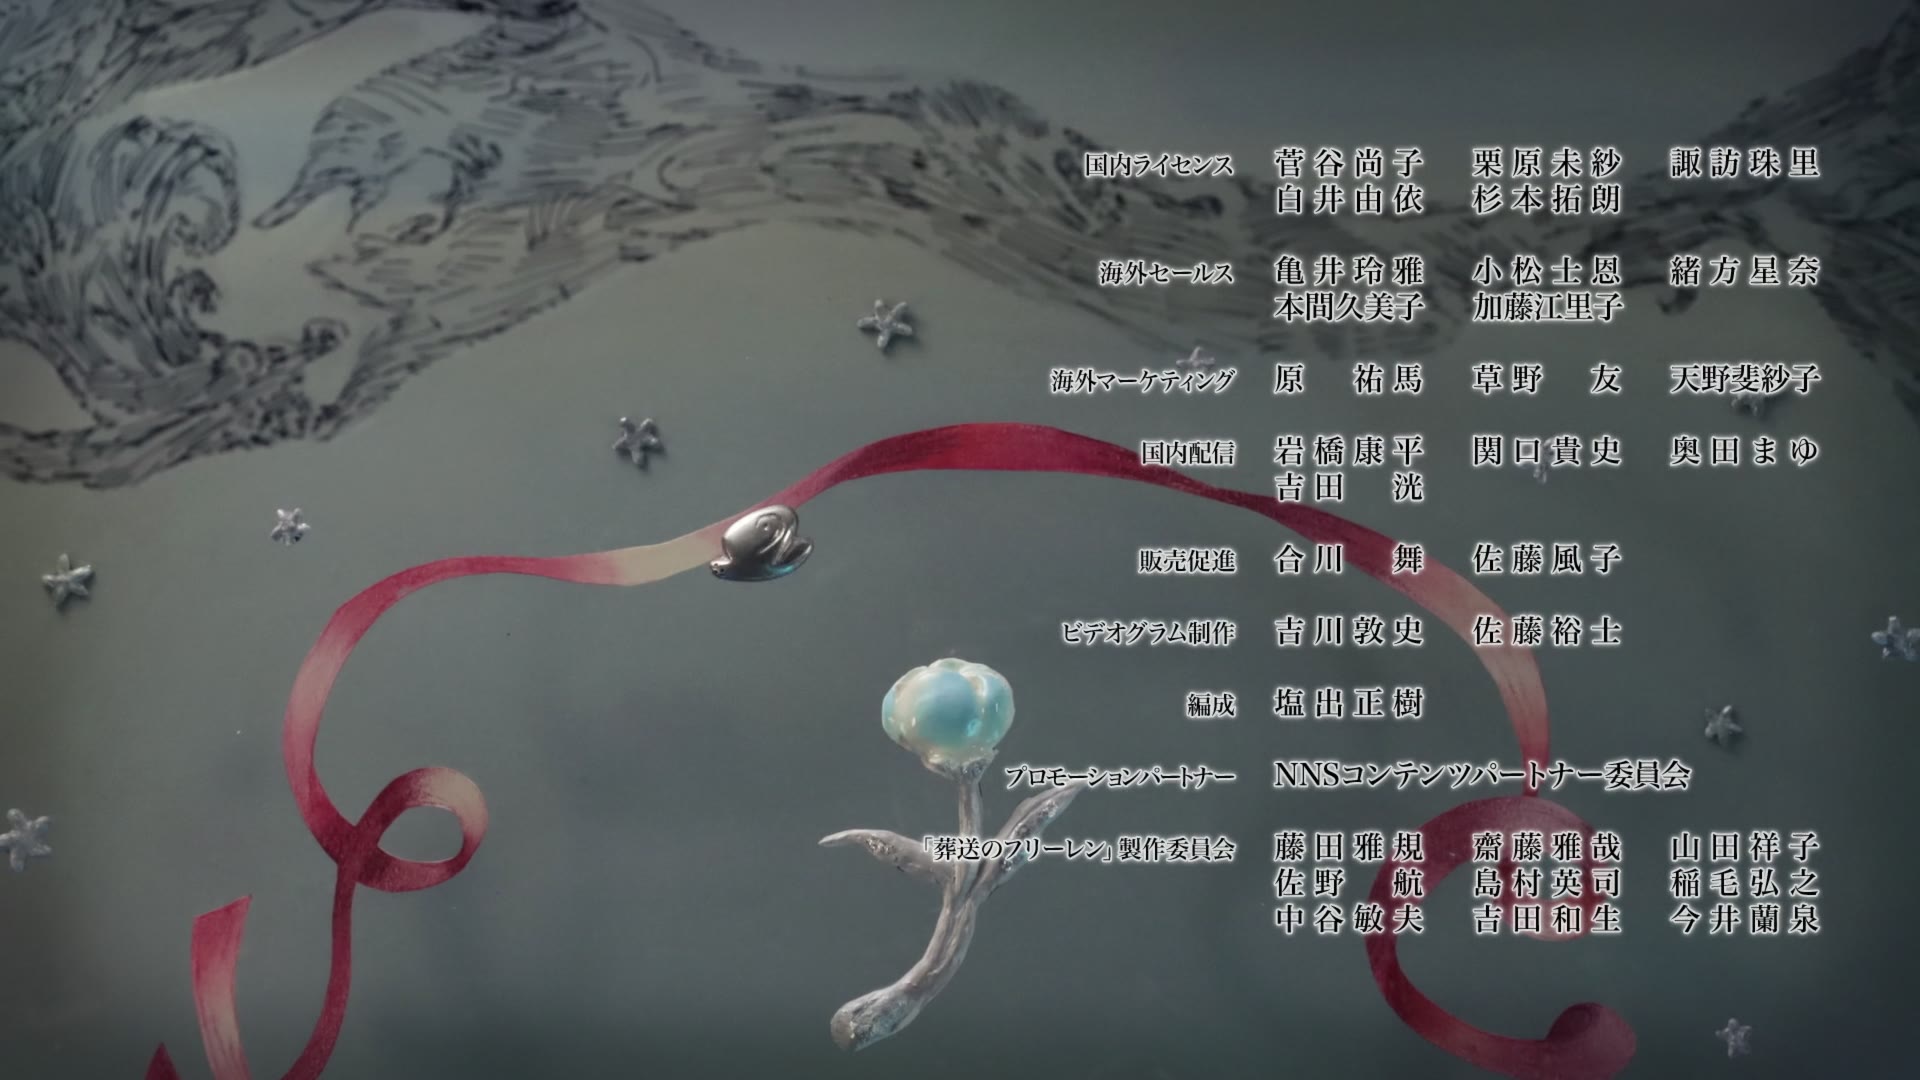 国内ライセンス 菅谷尚子 栗原未紗 諏訪珠里
白井由依 杉本拓朗
海外セールス 亀井玲雅 小松士恩 緒方星奈
本間久美子 加藤江里子
海外マーケティング 原 祐馬 草野 友 天野斐紗子
国内配信 岩橋康平 関口貴史 奥田まゆ
吉田 洸
販売促進 合川 舞 佐藤風子
ビデオグラム制作 吉川敦史 佐藤裕士
編成 塩出正樹
プロモーションパートナー NNSコンテンツパートナー委員会
「葬送のフリーレン」製作委員会 藤田雅規 齋藤雅哉 山田祥子
佐野 航 島村英司 稲毛弘之
中谷敏夫 吉田和生 今井蘭泉